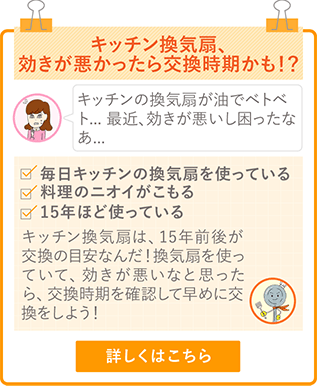 キッチン換気扇、
効きが悪かったら交換時期かも!?
キッチンの換気扇が油でベトベ
ト... 最近、効きが悪いし困ったな
あ...
毎日キッチンの換気扇を使っている
料理のニオイがこもる
15年ほど使っている
キッチン換気扇は、15年前後が
交換の目安なんだ!換気扇を使っ
ていて、効きが悪いなと思った
ら、交換時期を確認して早めに交
換をしよう!
詳しくはこちら